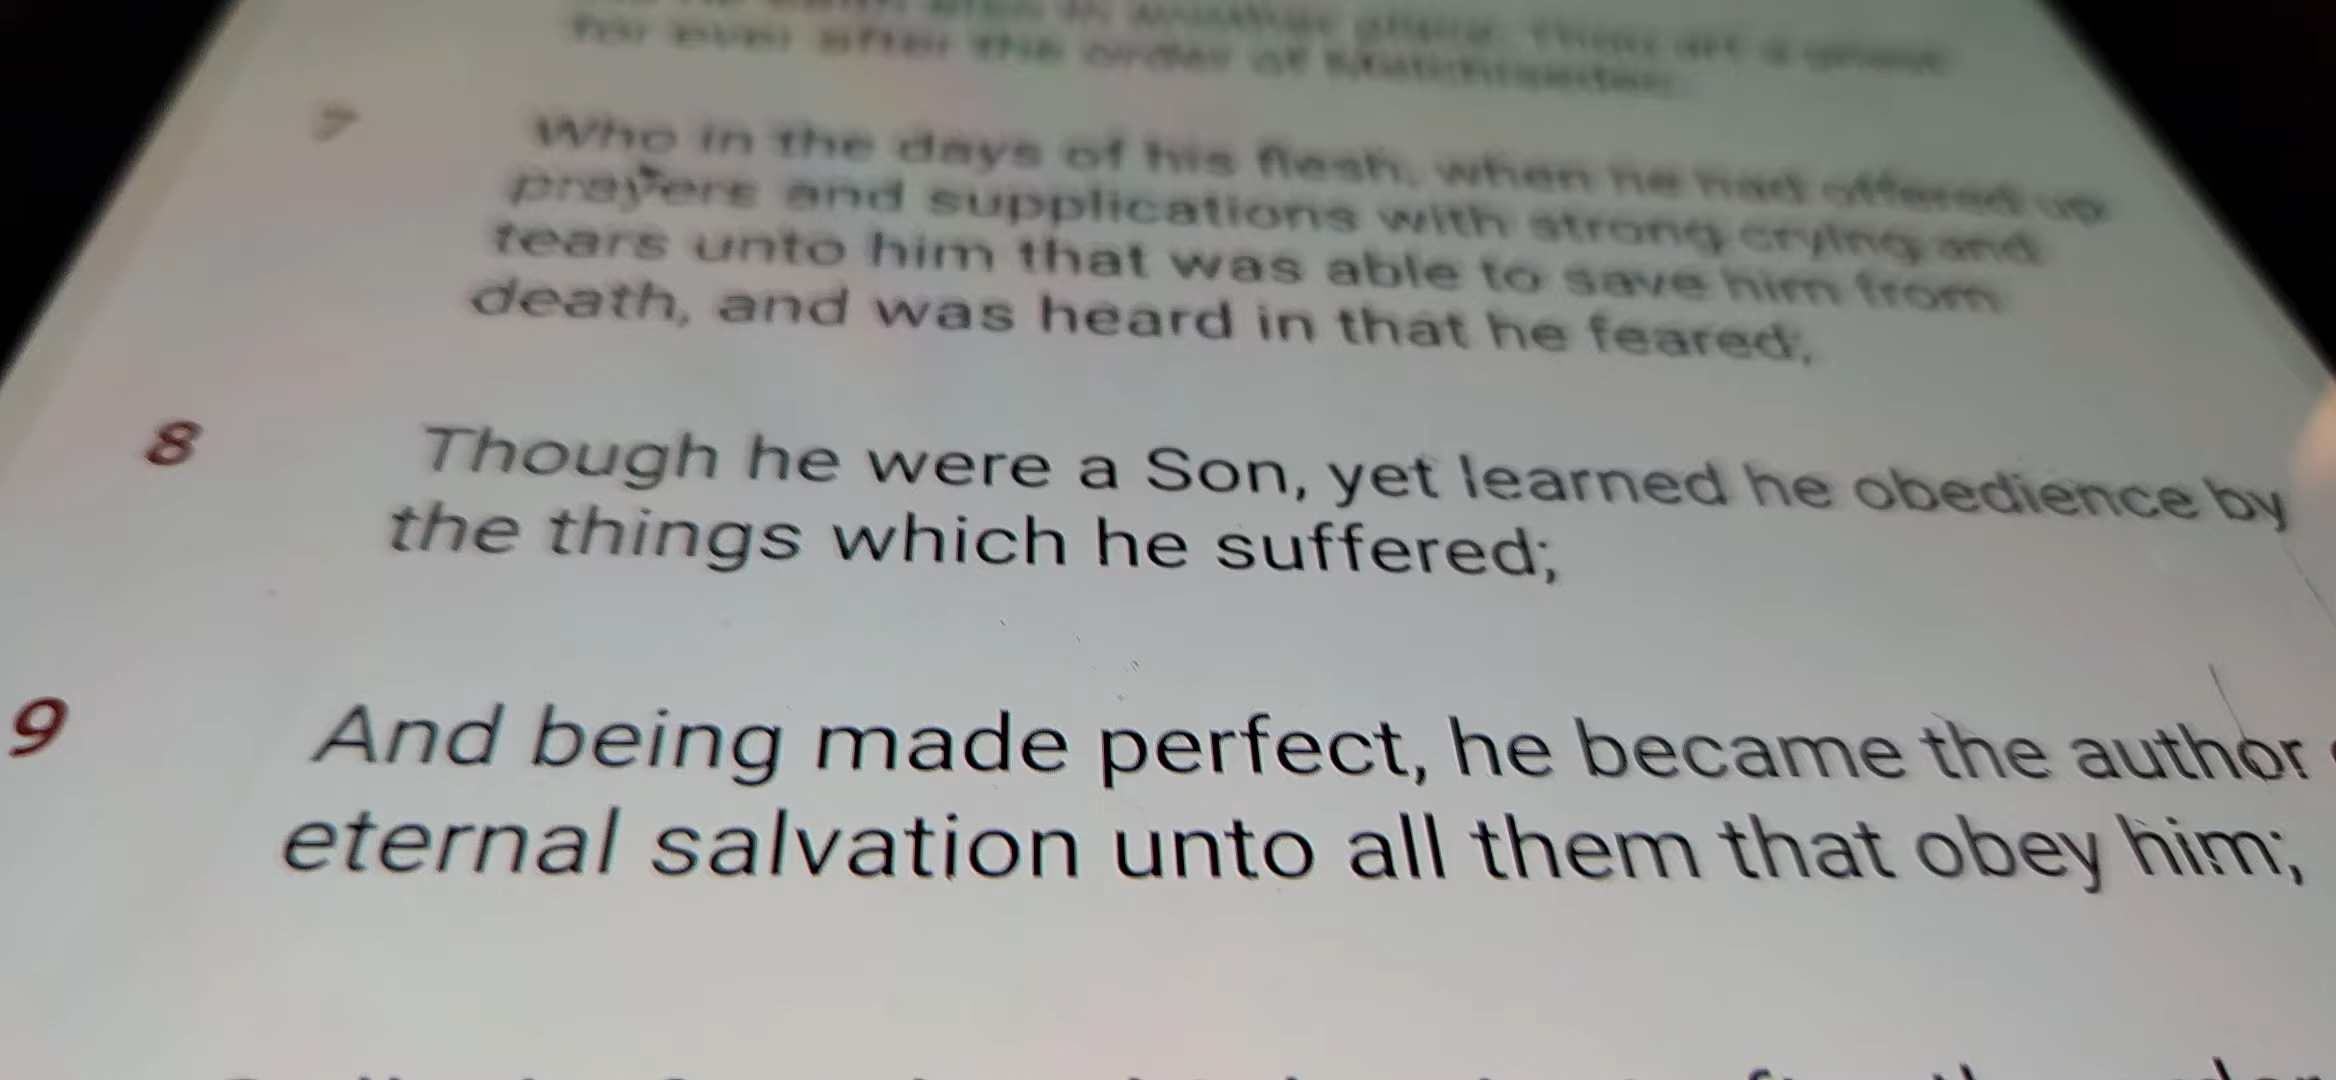 for ever after the order of Melchisedec.
7 Who in the days of his flesh, when he had offered up
prayers and supplications with strong crying and
tears unto him that was able to save him from
death, and was heard in that he feared;
8 Though he were a Son, yet learned he obedience by
the things which he suffered;
9 And being made perfect, he became the author
eternal salvation unto all them that obey him;